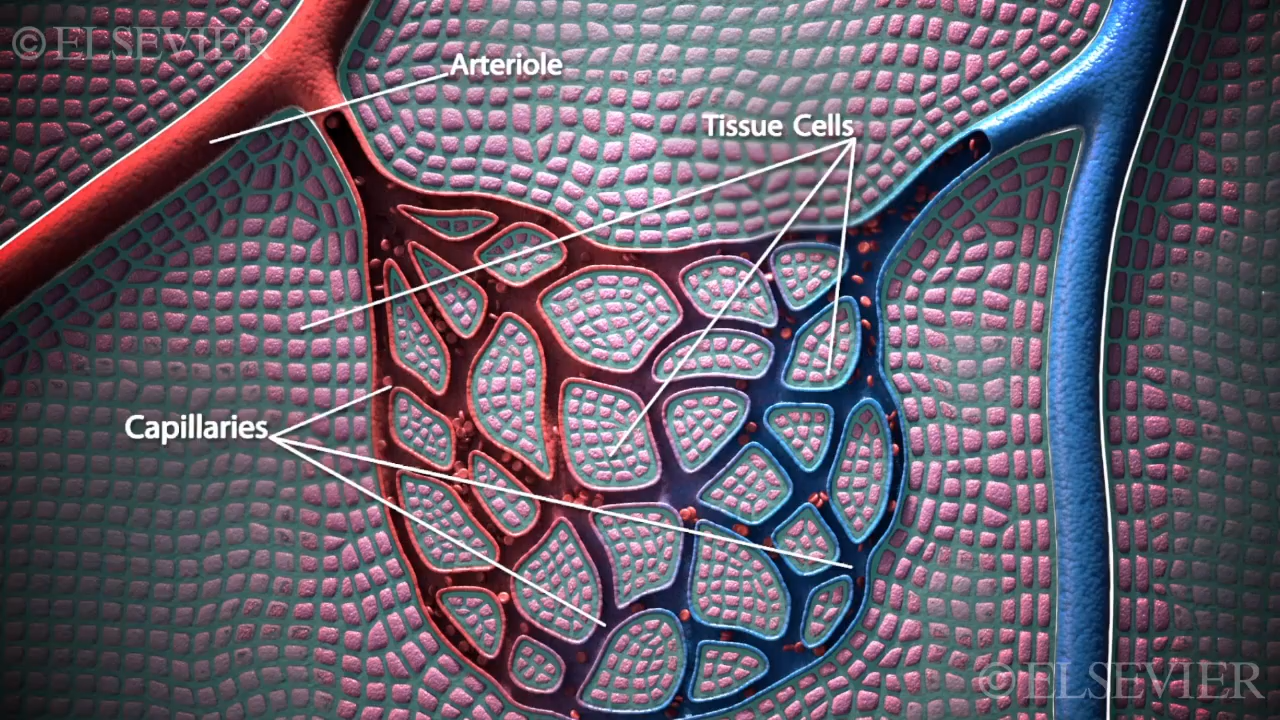 © ELSEVIER
Arteriole
Tissue Cells
Capillaries
© ELSEVIER